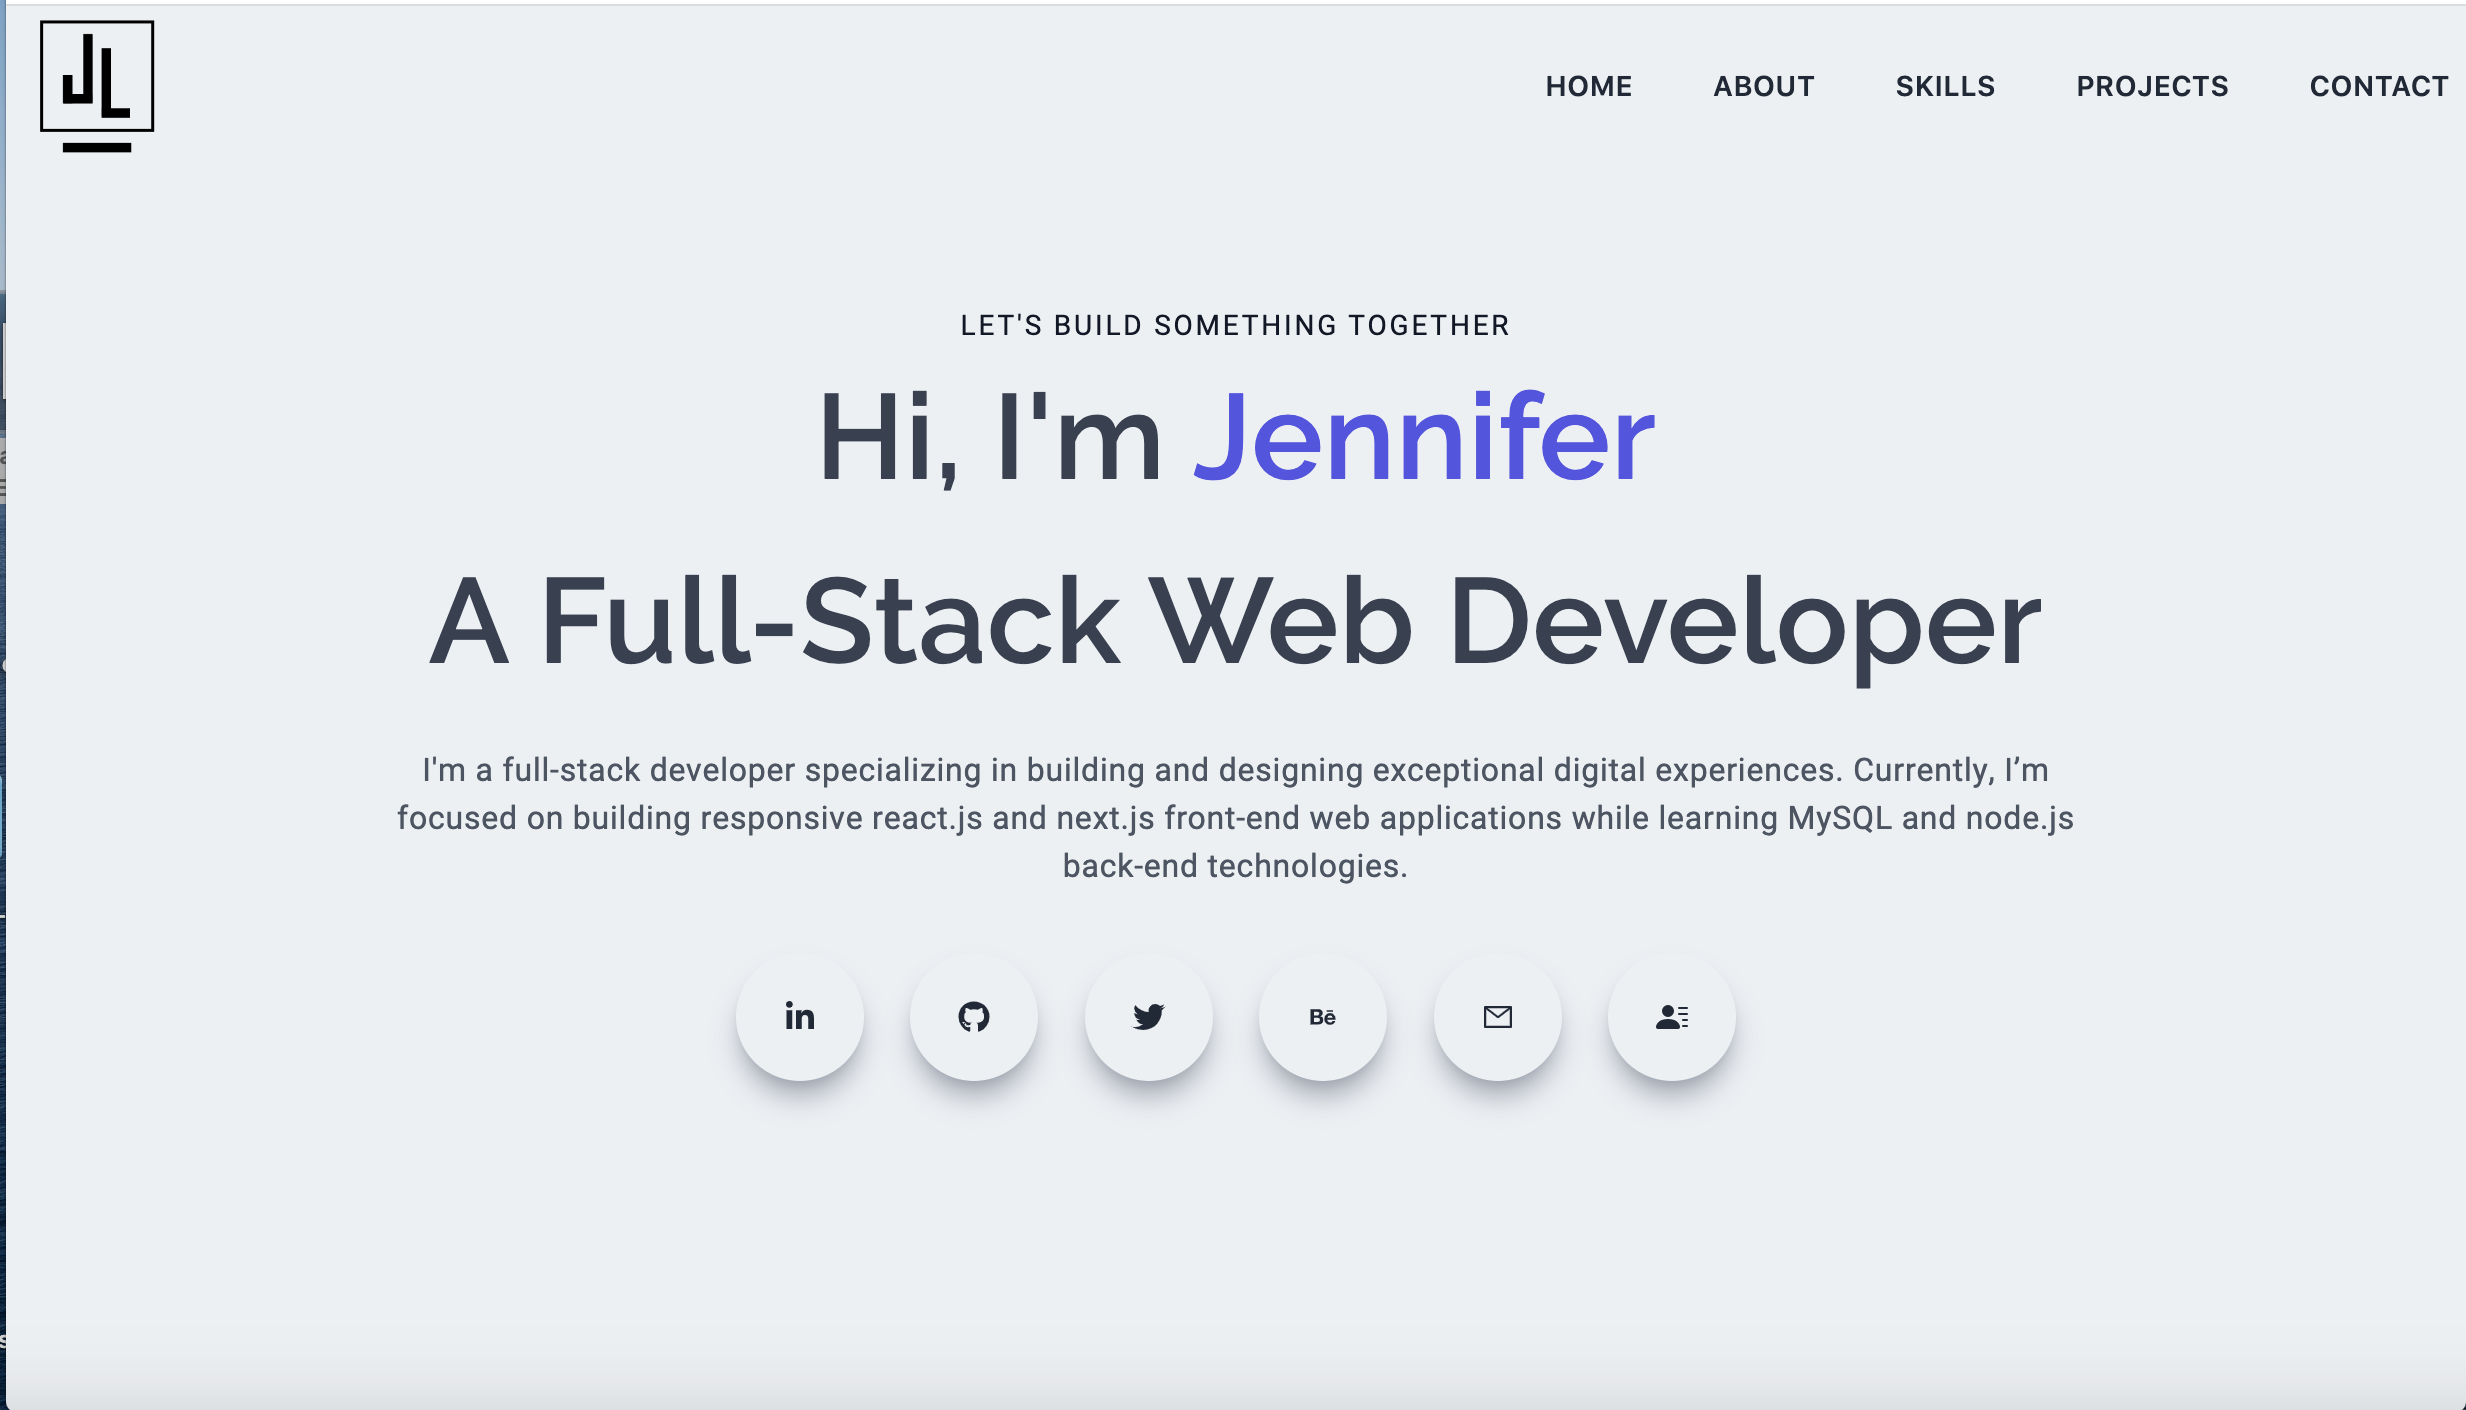 JL
HOME ABOUT SKILLS PROJECTS CONTACT
LET'S BUILD SOMETHING TOGETHER
Hi, I'm Jennifer
A Full-Stack Web Developer
I'm a full-stack developer specializing in building and designing exceptional digital experiences. Currently, I’m
focused on building responsive react.js and next.js front-end web applications while learning MySQL and node.js
back-end technologies.
in Bē